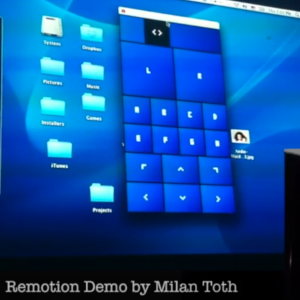 System
Dropbox
Pictures
Music
Installers
Games
iTunes
Projects
<>
L
R
A B C D
E F G H
Remotion Demo by Milan Toth